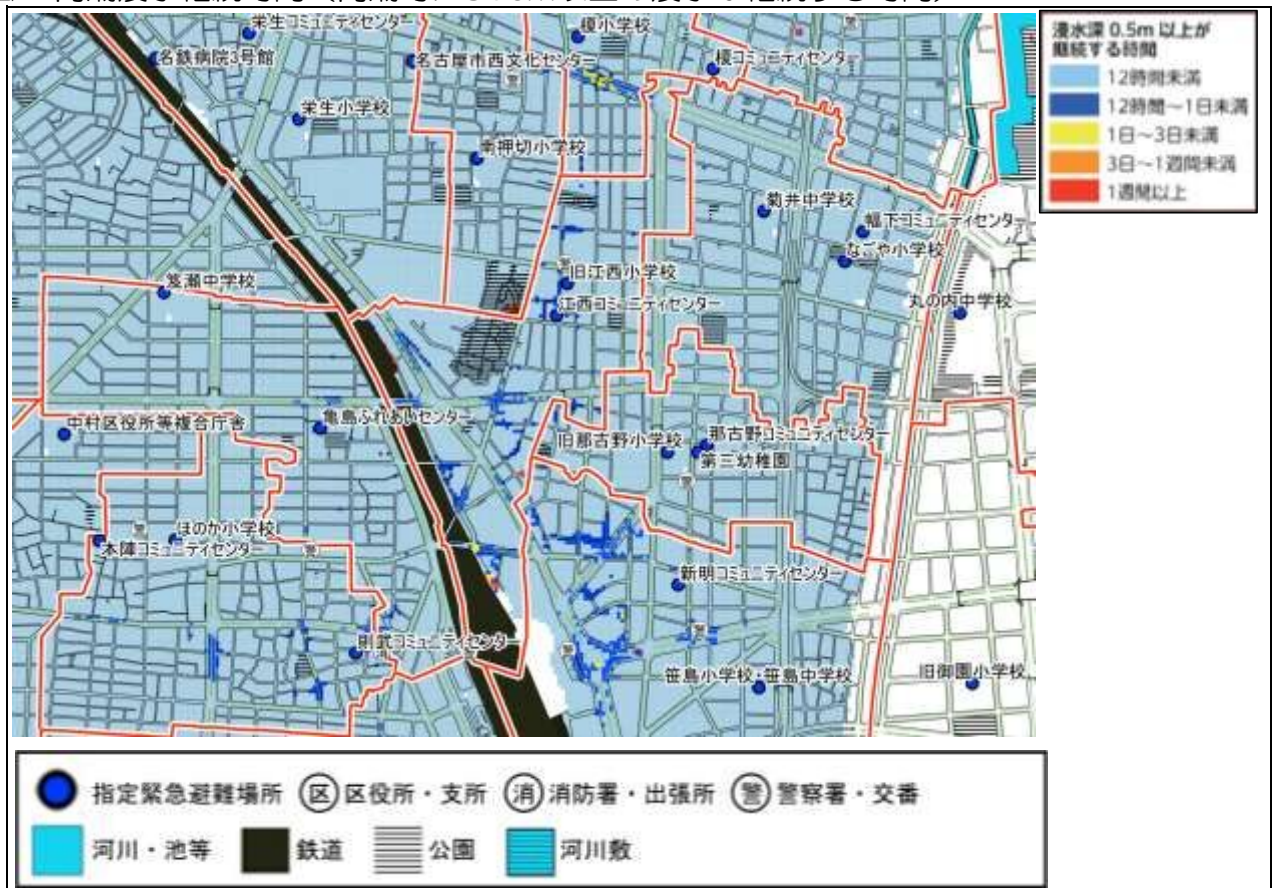 栄生コミュニティセンター
榎小学校
名鉄病院3号館
名古屋市西文化センター
榎コミュニティセンター
栄生小学校
南押切小学校
菊井中学校
幅下コミュニティセンター
なごや小学校
旧江西小学校
笈瀬中学校
江西コミュニティセンター
丸の内中学校
中村区役所等複合庁舎
亀島ふれあいセンター
旧那古野小学校
那古野コミュニティセンター
第三幼稚園
ほのか小学校
本陣コミュニティセンター
新明コミュニティセンター
則武コミュニティセンター
笹島小学校・笹島中学校
旧御園小学校
浸水深 0.5m 以上が
継続する時間
12時間未満
12時間～1日未満
1日～3日未満
3日～1週間未満
1週間以上
指定緊急避難場所 区 区役所・支所 消 消防署・出張所 警 警察署・交番
河川・池等 鉄道 公園 河川敷